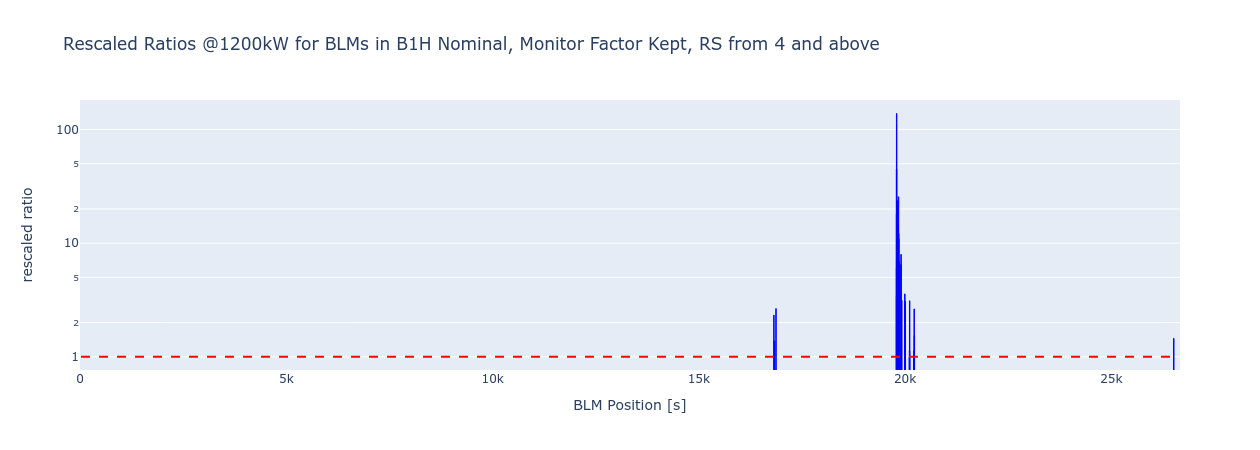 Rescaled Ratios @1200kW for BLMs in B1H Nominal, Monitor Factor Kept, RS from 4 and above
rescaled ratio
100
5
2
10
5
2
1
0
5k
10k
15k
20k
25k
BLM Position [s]